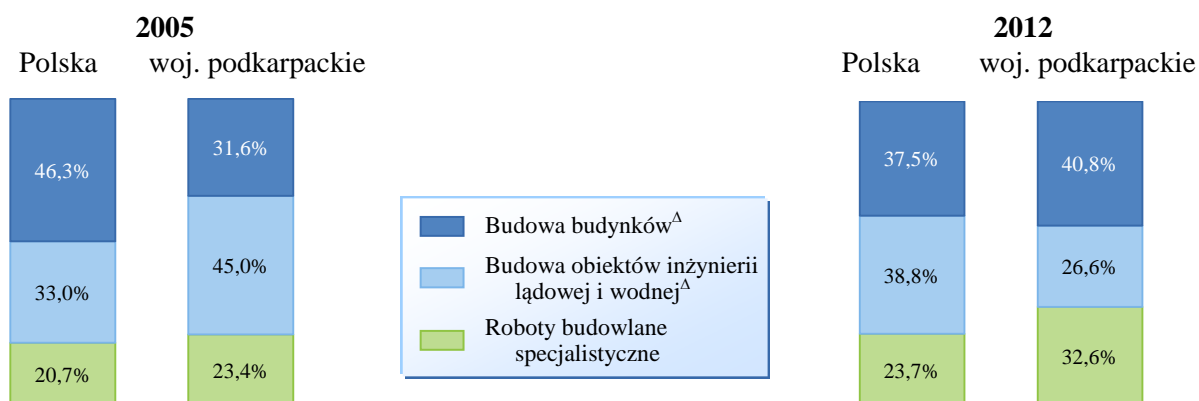 2005
Polska woj. podkarpackie
46,3%
33,0%
20,7%
31,6%
45,0%
23,4%
Budowa budynków^Δ
Budowa obiektów inżynierii
lądowej i wodnej^Δ
Roboty budowlane
specjalistyczne
2012
Polska woj. podkarpackie
37,5%
38,8%
23,7%
40,8%
26,6%
32,6%